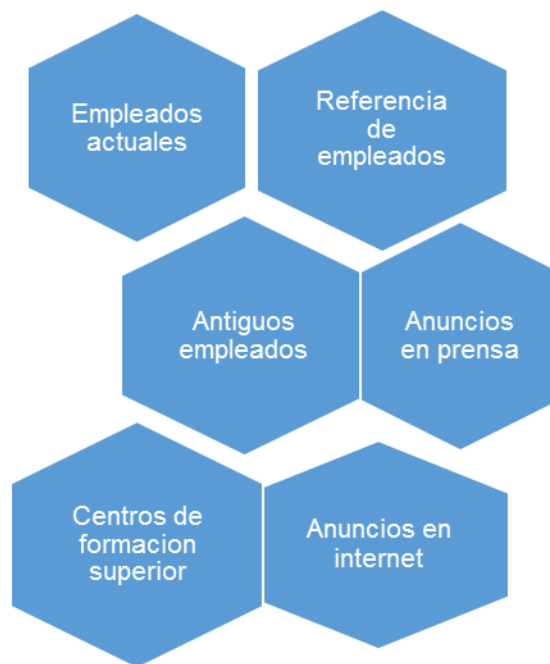 Empleados
actuales
Referencia
de
empleados
Antiguos
empleados
Anuncios
en prensa
Centros de
formacion
superior
Anuncios en
internet